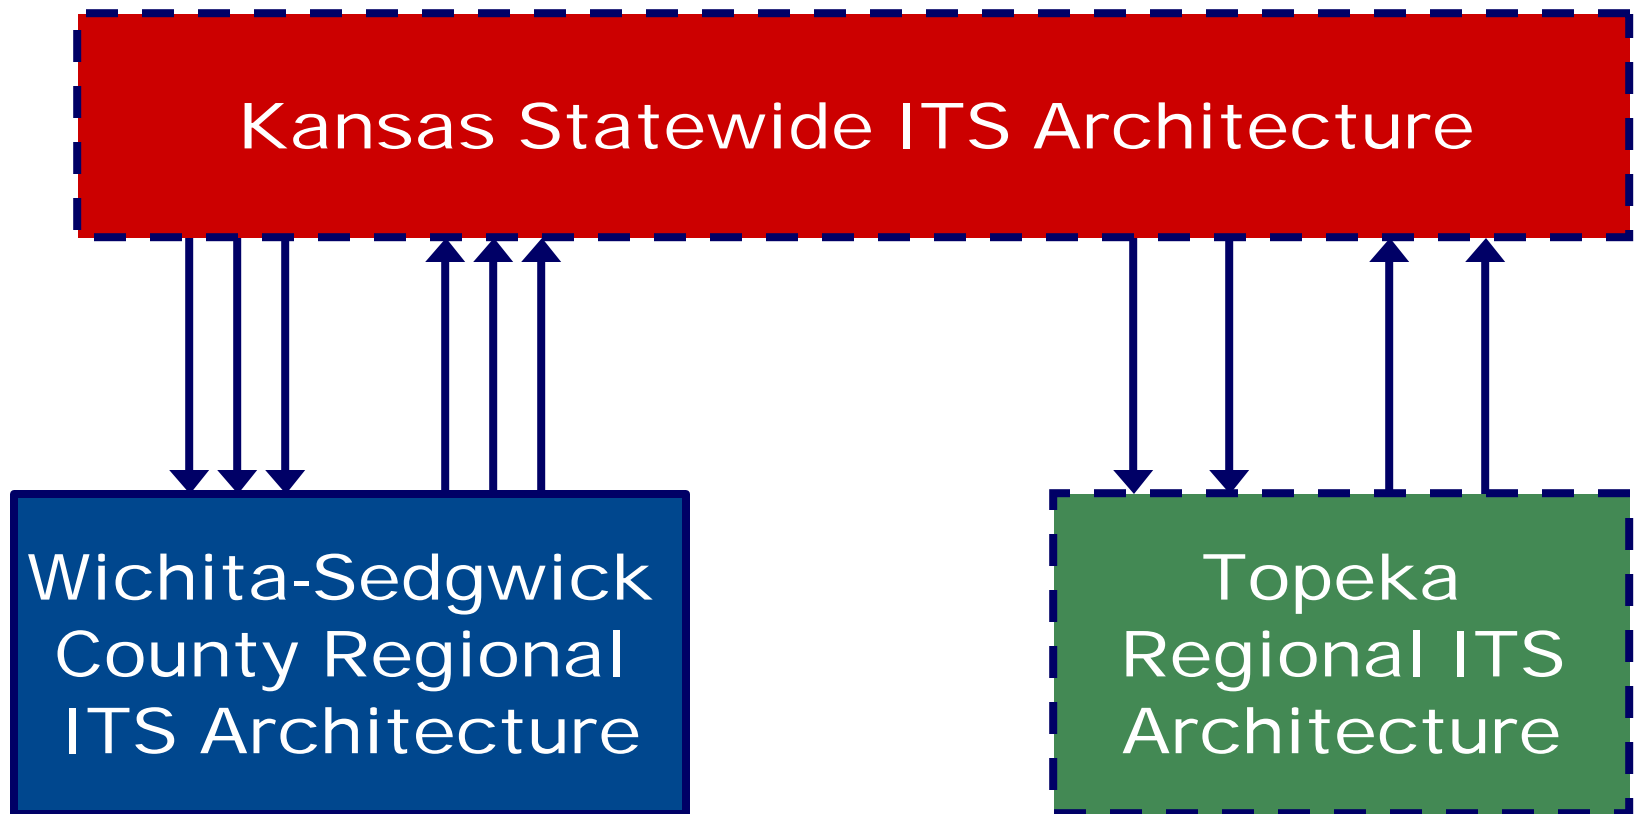 Kansas Statewide ITS Architecture
Wichita-Sedgwick
County Regional
ITS Architecture
Topeka
Regional ITS
Architecture